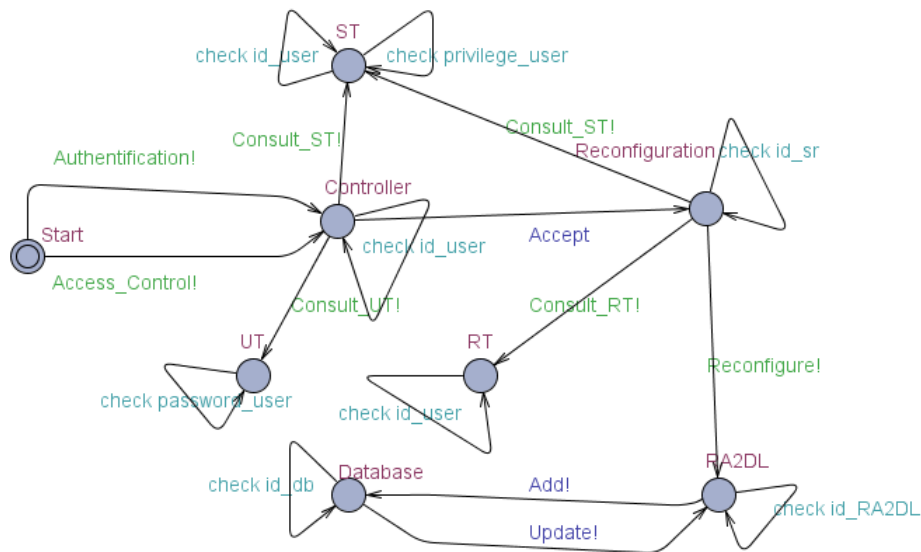 ST
check id_user
check privilege_user
Consult_ST!
Consult_ST!
Authentification!
Reconfiguration
check id_sr
Controller
Start
check id_user
Accept
Access_Control!
Consult_UT!
Consult_RT!
UT
RT
Reconfigure!
check password_user
check id_user
RA2DL
Database
check id_db
Add!
check id_RA2DL
Update!